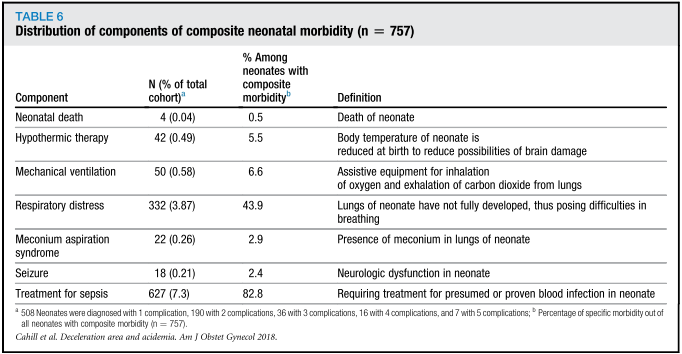 TABLE 6
Distribution of components of composite neonatal morbidity (n = 757)
Component
N (% of total
cohort)a
% Among
neonates with
composite
morbidityb
Definition
Neonatal death 4 (0.04) 0.5 Death of neonate
Hypothermic therapy 42 (0.49) 5.5 Body temperature of neonate is
reduced at birth to reduce possibilities of brain damage
Mechanical ventilation 50 (0.58) 6.6 Assistive equipment for inhalation
of oxygen and exhalation of carbon dioxide from lungs
Respiratory distress 332 (3.87) 43.9 Lungs of neonate have not fully developed, thus posing difficulties in
breathing
Meconium aspiration 22 (0.26) 2.9 Presence of meconium in lungs of neonate
syndrome
Seizure 18 (0.21) 2.4 Neurologic dysfunction in neonate
Treatment for sepsis 627 (7.3) 82.8 Requiring treatment for presumed or proven blood infection in neonate
a 508 Neonates were diagnosed with 1 complication, 190 with 2 complications, 36 with 3 complications, 16 with 4 complications, and 7 with 5 complications; b Percentage of specific morbidity out of
all neonates with composite morbidity (n = 757).
Cahill et al. Deceleration area and acidemia. Am J Obstet Gynecol 2018.